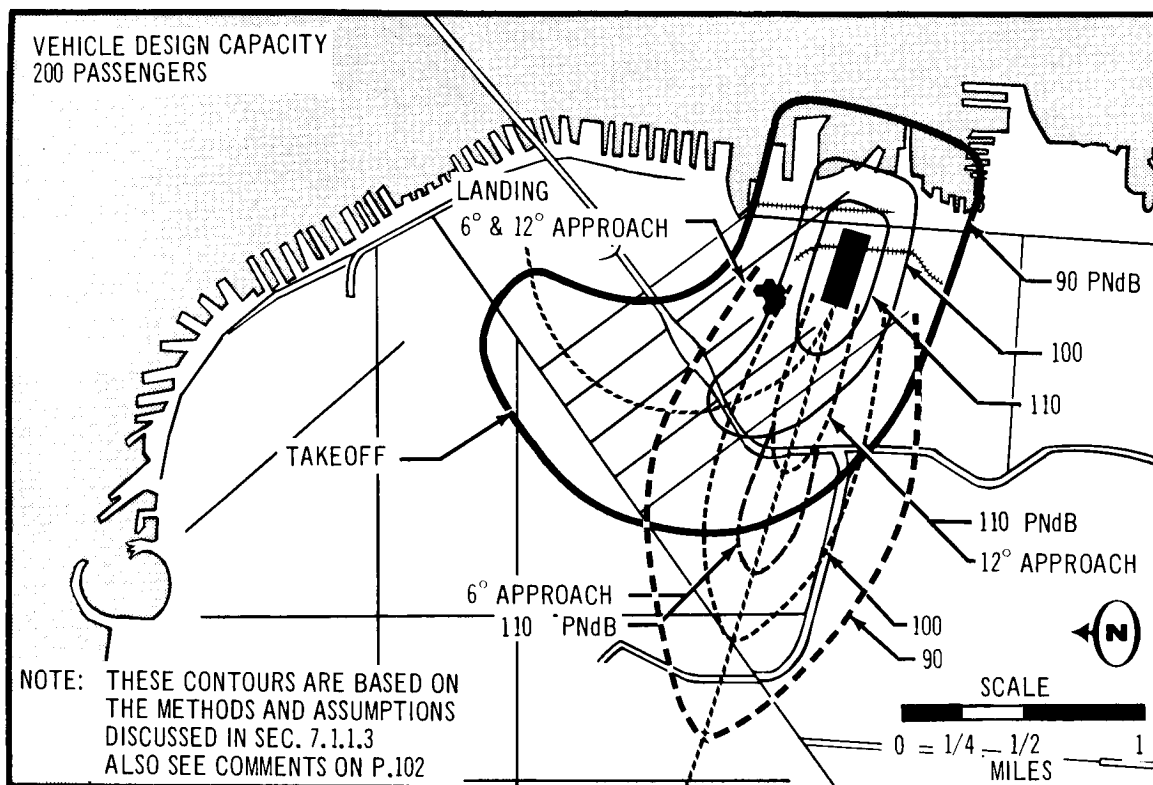 VEHICLE DESIGN CAPACITY
200 PASSENGERS
LANDING
6° & 12° APPROACH
90 PNdB
100
110
TAKEOFF
110 PNdB
12° APPROACH
6° APPROACH
110 PNdB
100
90
N
NOTE: THESE CONTOURS ARE BASED ON
THE METHODS AND ASSUMPTIONS
DISCUSSED IN SEC. 7.1.1.3
ALSO SEE COMMENTS ON P.102
SCALE
0 1/4 1/2 1
MILES